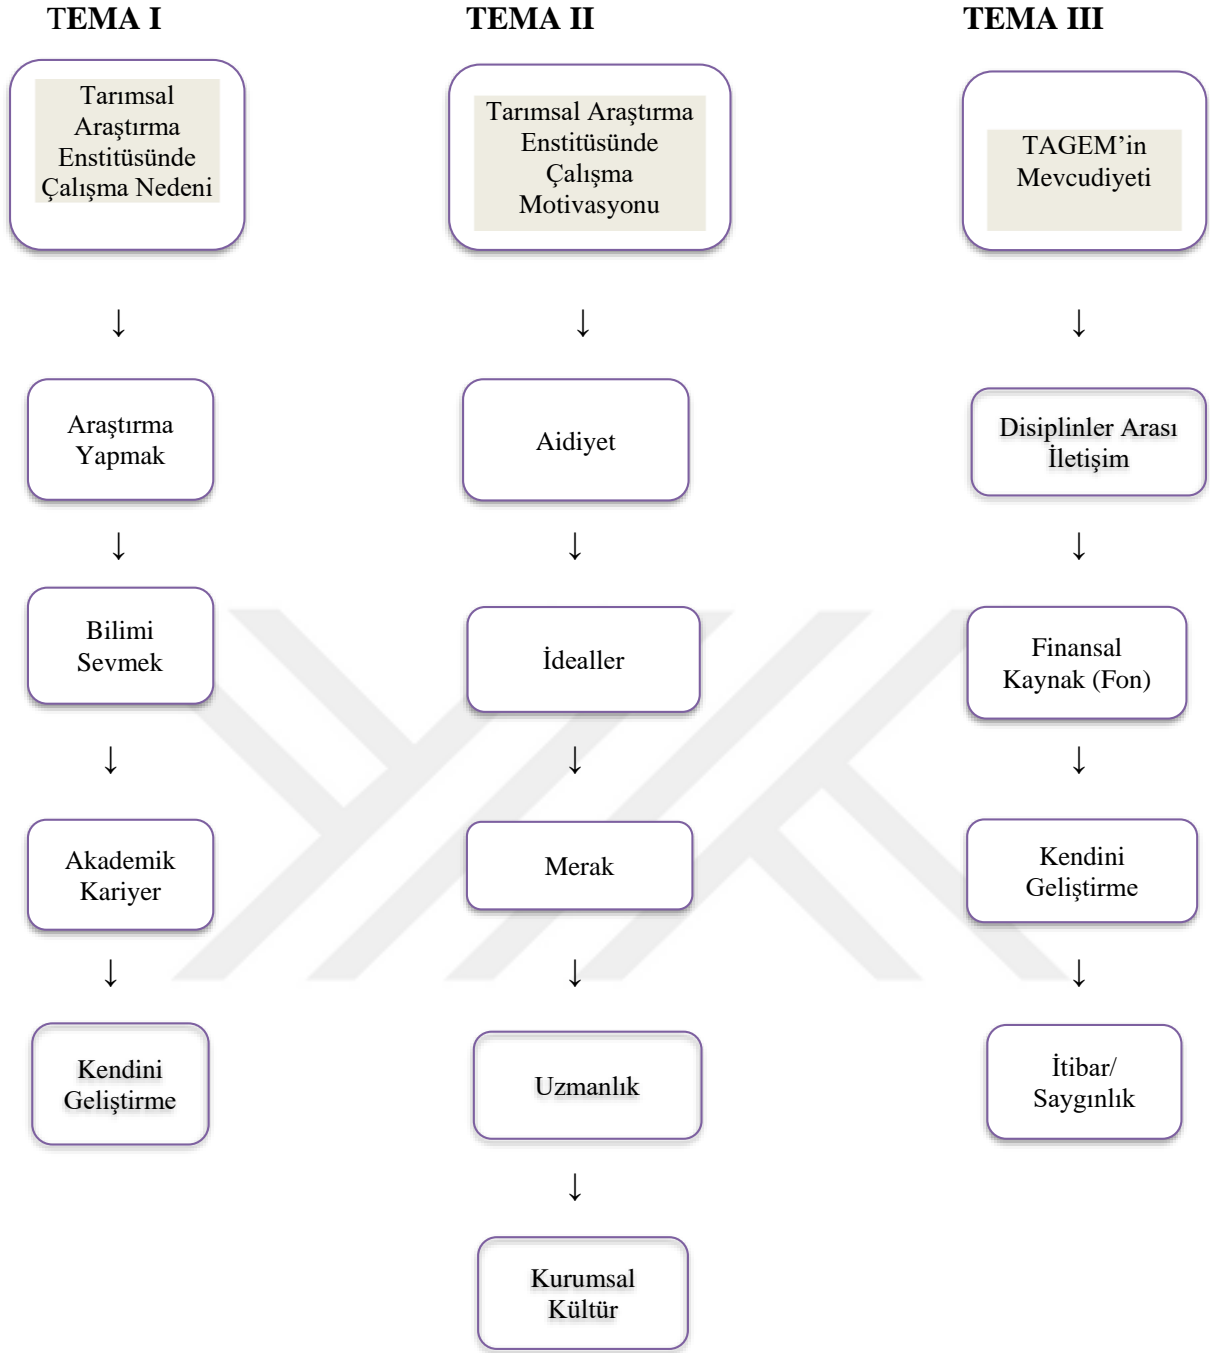 TEMA I
Tarımsal
Araştırma
Enstitüsünde
Çalışma Nedeni
Araştırma
Yapmak
Bilimi
Sevmek
Akademik
Kariyer
Kendini
Geliştirme
TEMA II
Tarımsal Araştırma
Enstitüsünde
Çalışma
Motivasyonu
Aidiyet
İdealler
Merak
Uzmanlık
Kurumsal
Kültür
TEMA III
TAGEM’in
Mevcudiyeti
Disiplinler Arası
İletişim
Finansal
Kaynak (Fon)
Kendini
Geliştirme
İtibar/
Saygınlık